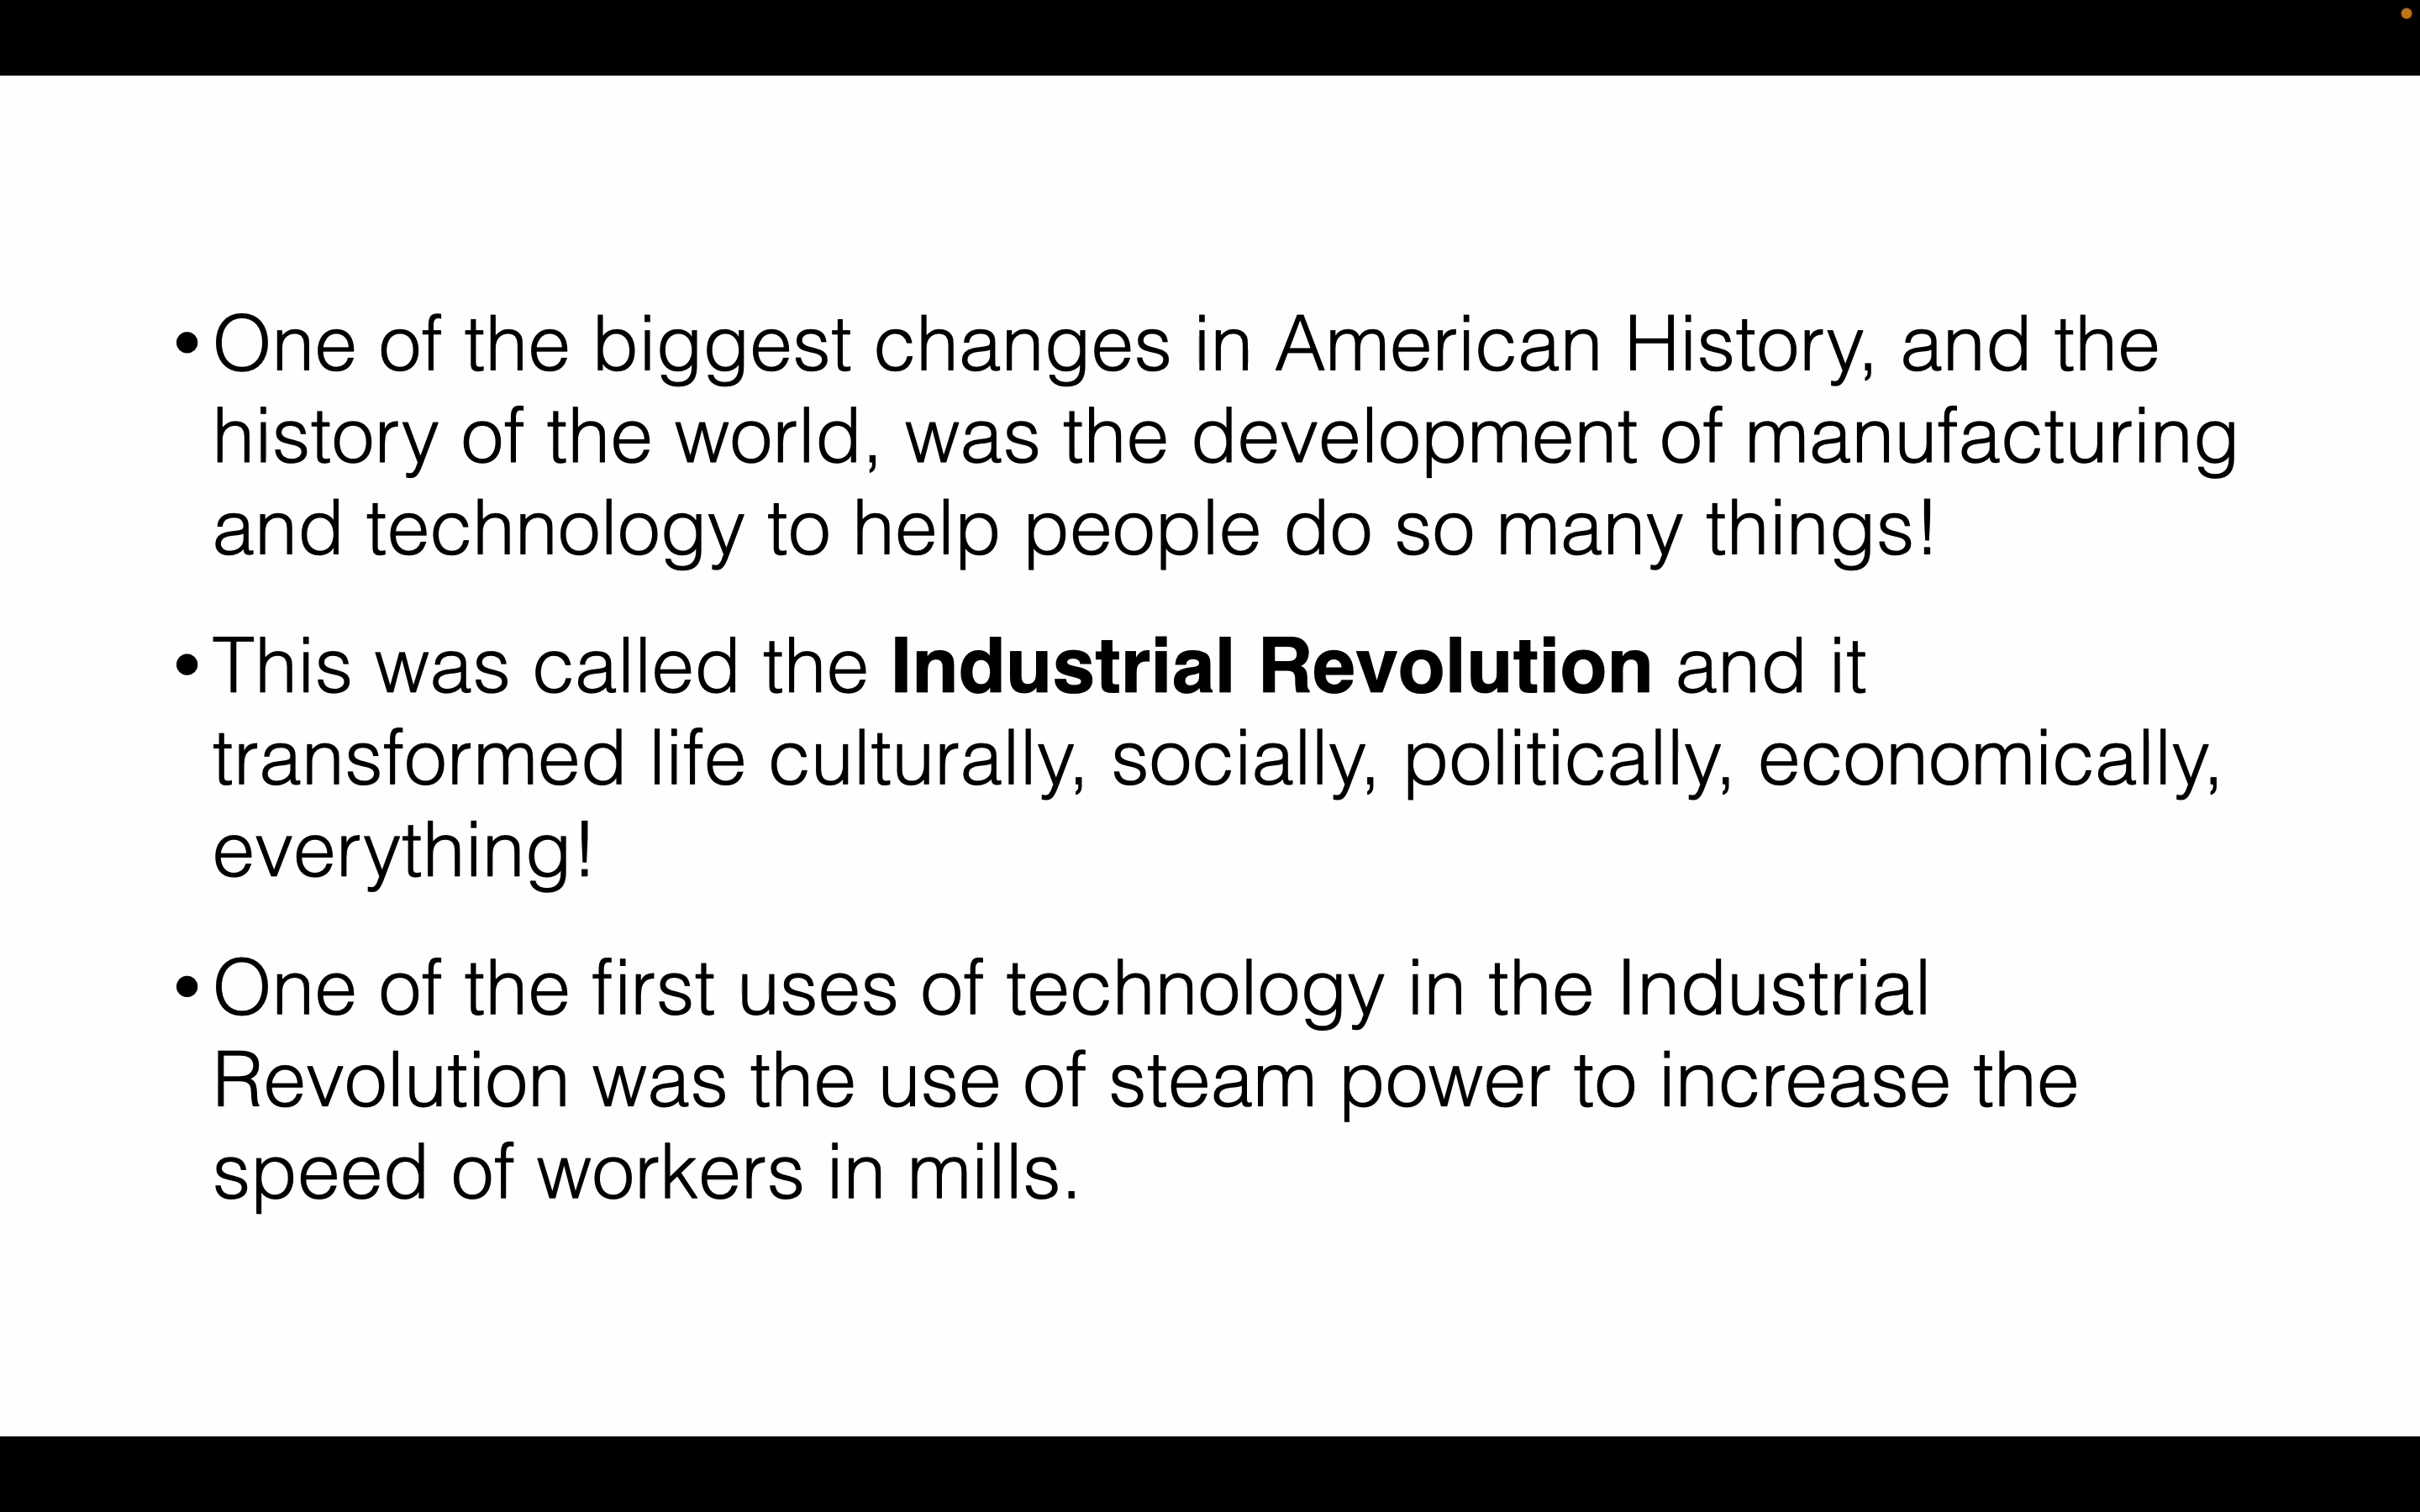 • One of the biggest changes in American History, and the
history of the world, was the development of manufacturing
and technology to help people do so many things!
• This was called the Industrial Revolution and it
transformed life culturally, socially, politically, economically,
everything!
• One of the first uses of technology in the Industrial
Revolution was the use of steam power to increase the
speed of workers in mills.